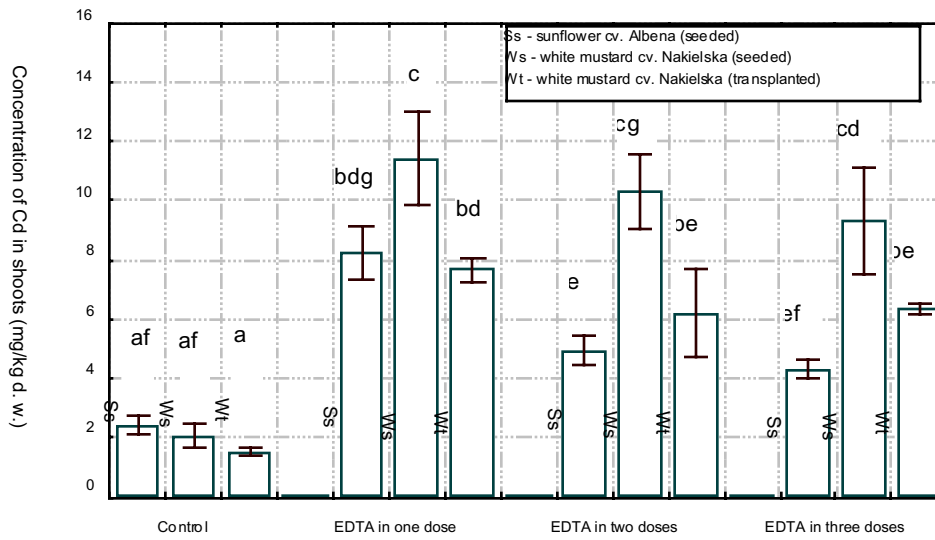 Concentration of Cd in shoots (mg/kg d. w.)
16
14
12
10
8
6
4
2
0
Ss - sunflower cv. Albena (seeded)
Ws - white mustard cv. Nakielska (seeded)
Wt - white mustard cv. Nakielska (transplanted)
af
af
a
bdg
c
bd
e
cg
be
ef
cd
be
Ss
Ws
Wt
Ss
Ws
Wt
Ss
Ws
Wt
Ss
Ws
Wt
Control
EDTA in one dose
EDTA in two doses
EDTA in three doses